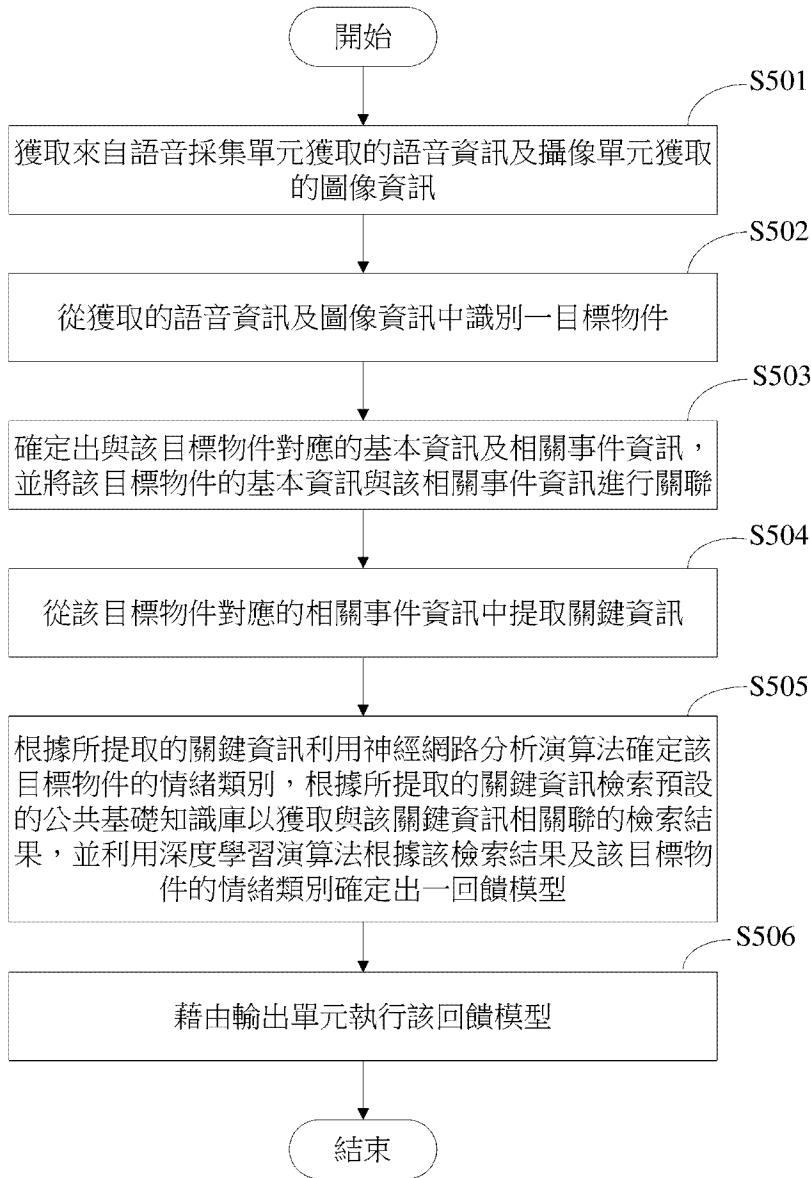 開始
S501
獲取來自語音採集單元獲取的語音資訊及攝像單元獲取
的圖像資訊
S502
從獲取的語音資訊及圖像資訊中識別一目標物件
S503
確定出與該目標物件對應的基本資訊及相關事件資訊，
並將該目標物件的基本資訊與該相關事件資訊進行關聯
S504
從該目標物件對應的相關事件資訊中提取關鍵資訊
S505
根據所提取的關鍵資訊利用神經網路分析演算法確定該
目標物件的情緒類別，根據所提取的關鍵資訊檢索預設
的公共基礎知識庫以獲取與該關鍵資訊相關聯的檢索結
果，並利用深度學習演算法根據該檢索結果及該目標物
件的情緒類別確定出一回饋模型
S506
藉由輸出單元執行該回饋模型
結束